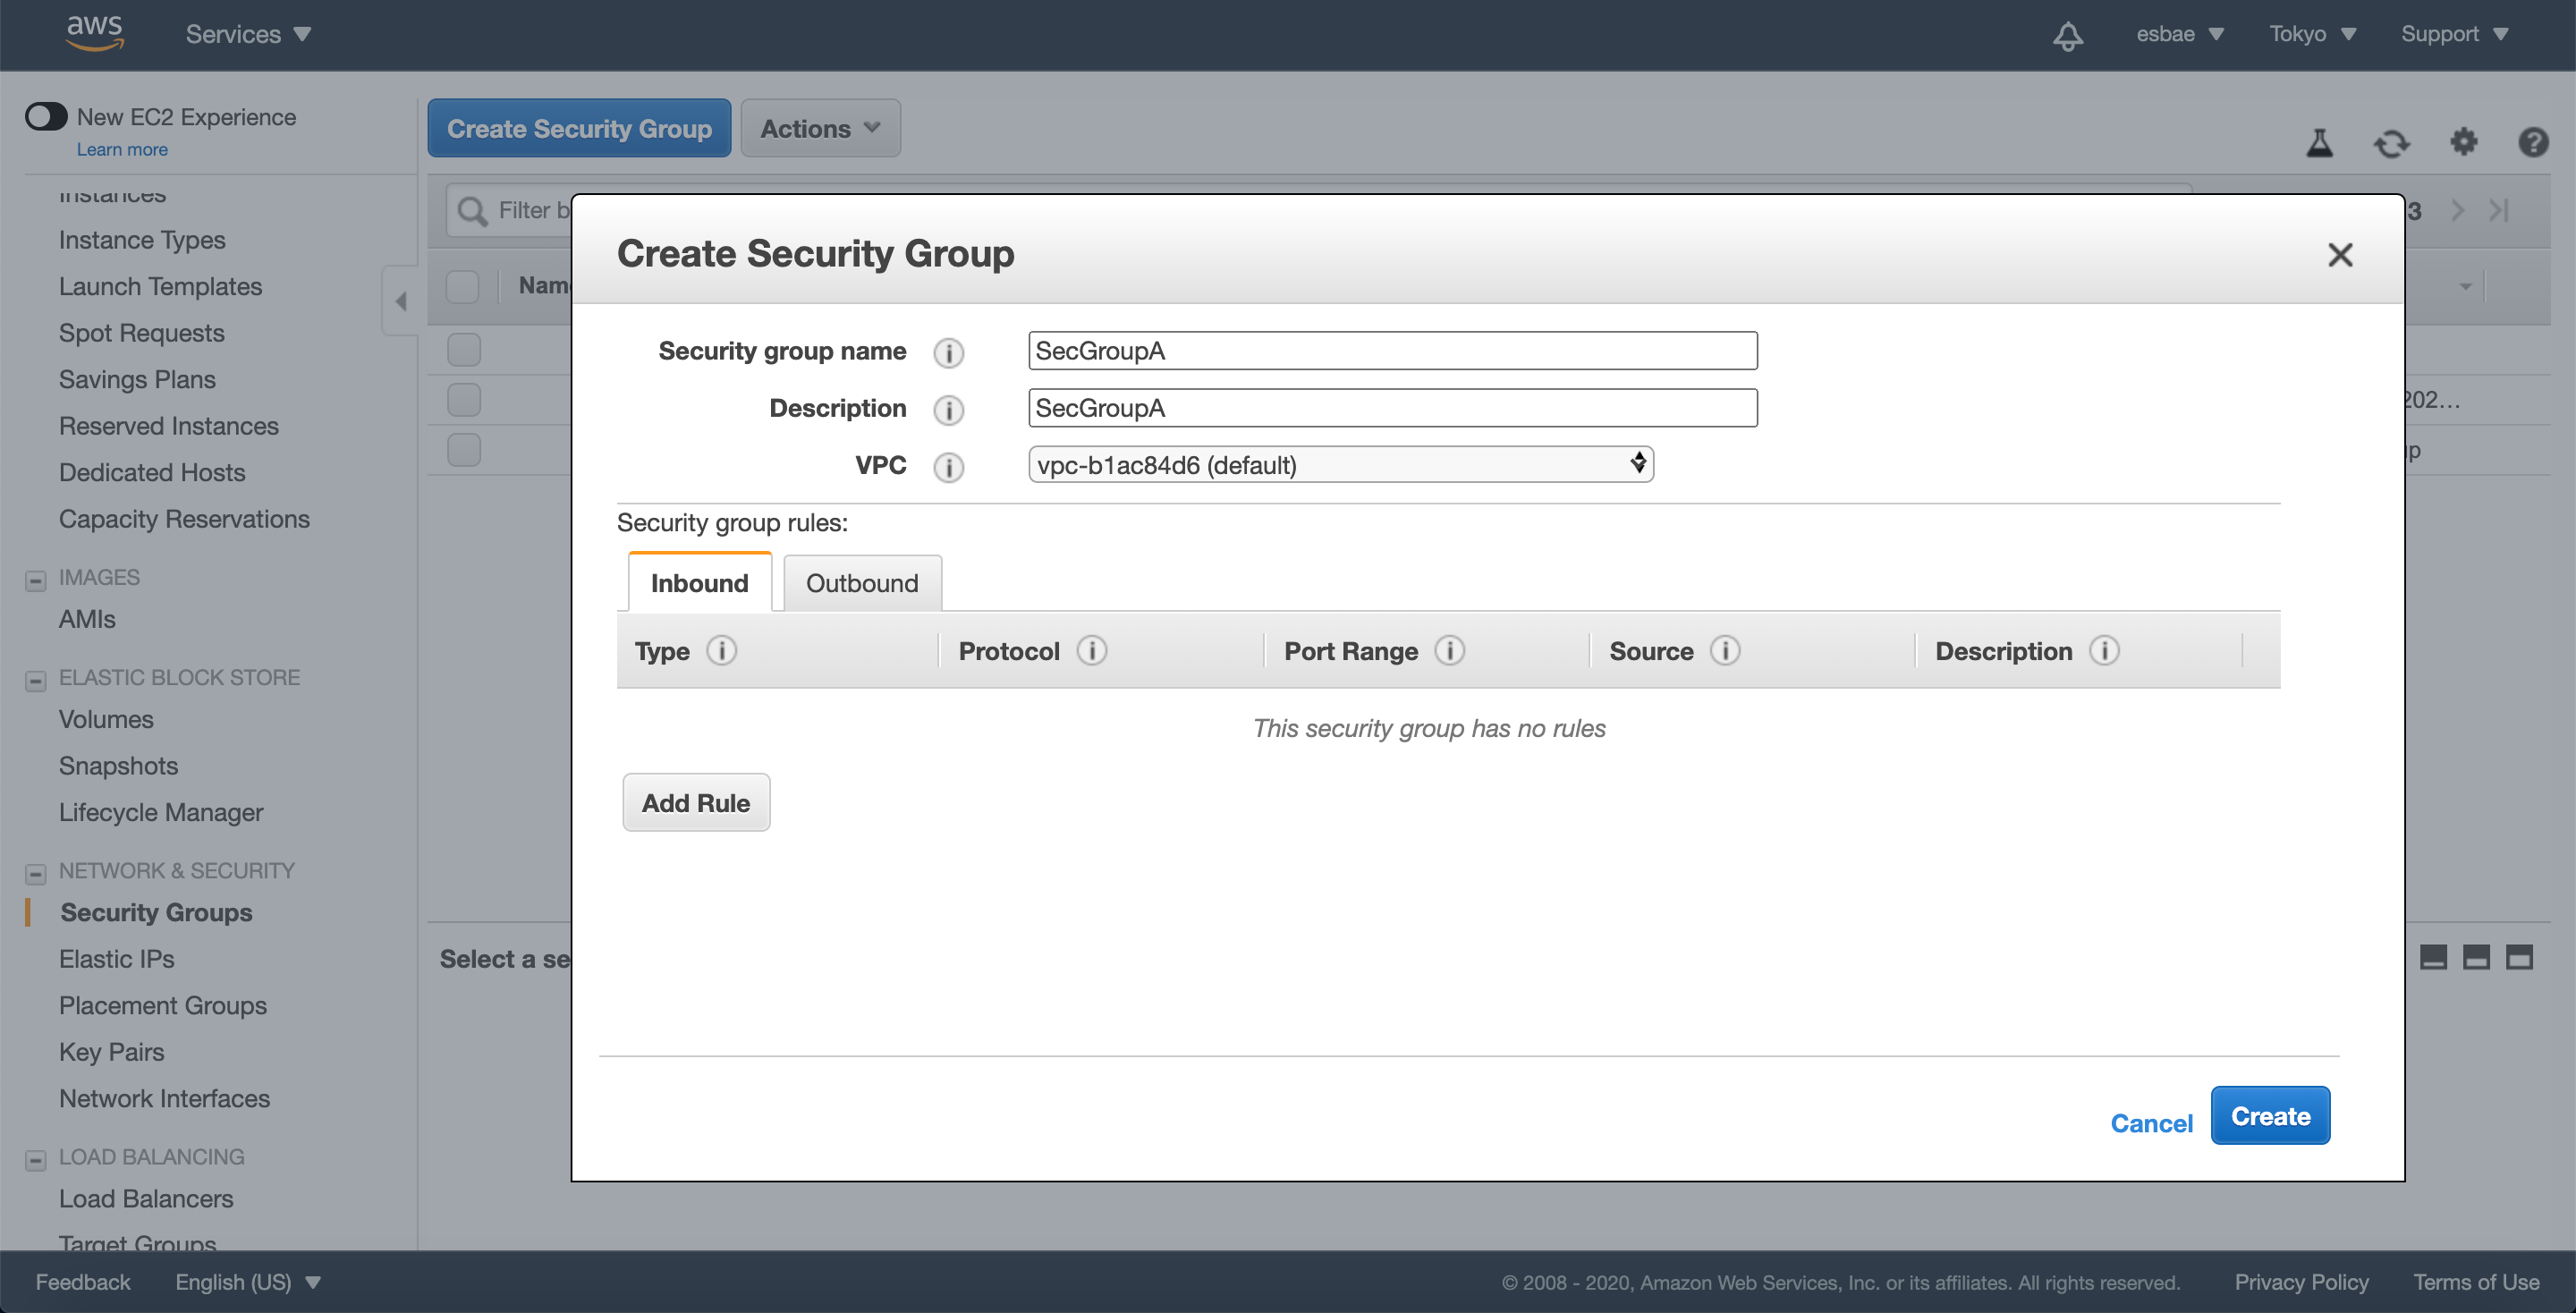 aws
Services
esbae
Tokyo
Support
New EC2 Experience
Learn more
Instances
Instance Types
Launch Templates
Spot Requests
Savings Plans
Reserved Instances
Dedicated Hosts
Capacity Reservations
IMAGES
AMIs
ELASTIC BLOCK STORE
Volumes
Snapshots
Lifecycle Manager
NETWORK & SECURITY
Security Groups
Elastic IPs
Placement Groups
Key Pairs
Network Interfaces
LOAD BALANCING
Load Balancers
Target Groups
Create Security Group
Actions
Filter b
3
Nam
202...
Select a se
Create Security Group
Security group name
SecGroupA
Description
SecGroupA
VPC
vpc-b1ac84d6 (default)
Security group rules:
Inbound
Outbound
Type
Protocol
Port Range
Source
Description
This security group has no rules
Add Rule
Cancel
Create
Feedback
English (US)
© 2008 - 2020, Amazon Web Services, Inc. or its affiliates. All rights reserved.
Privacy Policy
Terms of Use